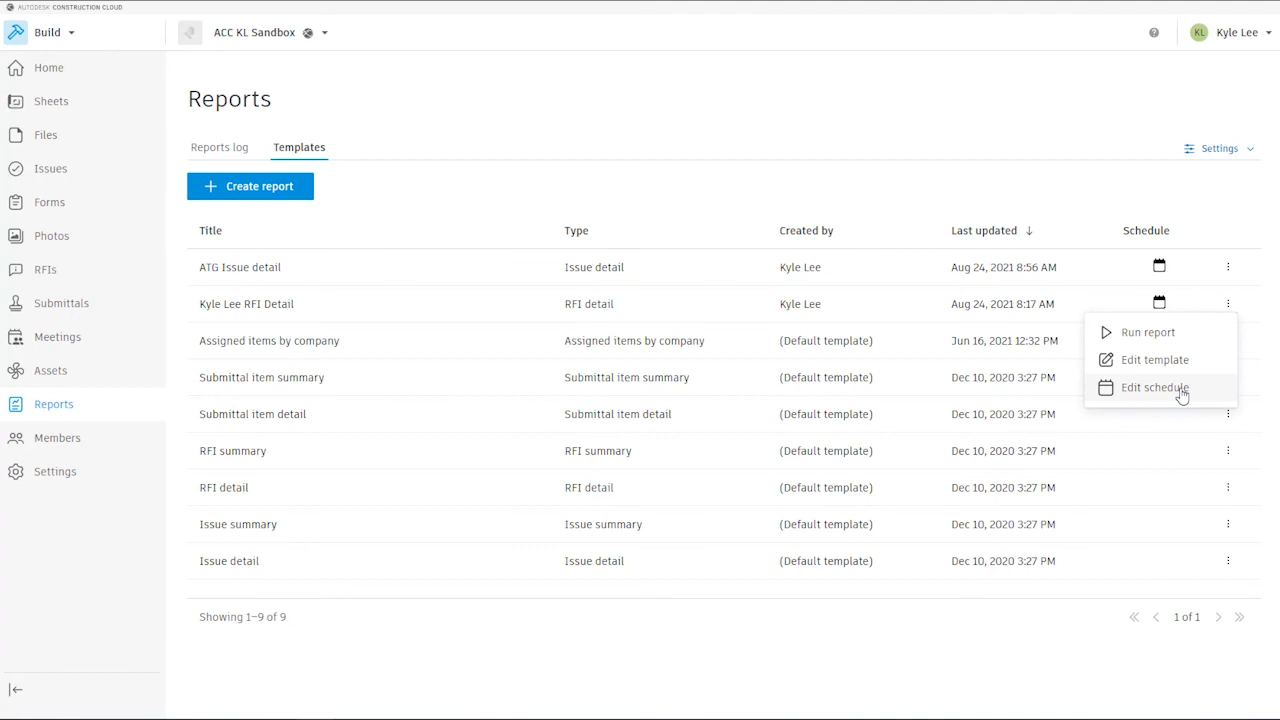 AUTODESK CONSTRUCTION CLOUD
Build
ACC KL Sandbox
KL Kyle Lee
Home
Sheets
Files
Issues
Forms
Photos
RFIs
Submittals
Meetings
Assets
Reports
Members
Settings
Reports
Reports log Templates
Settings
Create report
Title Type Created by Last updated Schedule
ATG Issue detail Issue detail Kyle Lee Aug 24, 2021 8:56 AM
Kyle Lee RFI Detail RFI detail Kyle Lee Aug 24, 2021 8:17 AM
Assigned items by company Assigned items by company (Default template) Jun 16, 2021 12:32 PM
Submittal item summary Submittal item summary (Default template) Dec 10, 2020 3:27 PM
Submittal item detail Submittal item detail (Default template) Dec 10, 2020 3:27 PM
RFI summary RFI summary (Default template) Dec 10, 2020 3:27 PM
RFI detail RFI detail (Default template) Dec 10, 2020 3:27 PM
Issue summary Issue summary (Default template) Dec 10, 2020 3:27 PM
Issue detail Issue detail (Default template) Dec 10, 2020 3:27 PM
Run report
Edit template
Edit schedule
Showing 1–9 of 9
1 of 1